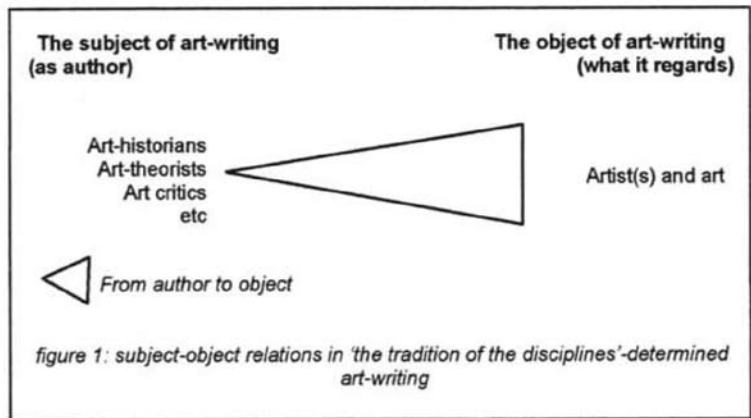 The subject of art-writing
(as author)
The object of art-writing
(what it regards)
Art-historians
Art-theorists
Art critics
etc
Artist(s) and art
From author to object
figure 1: subject-object relations in 'the tradition of the disciplines'-determined
art-writing